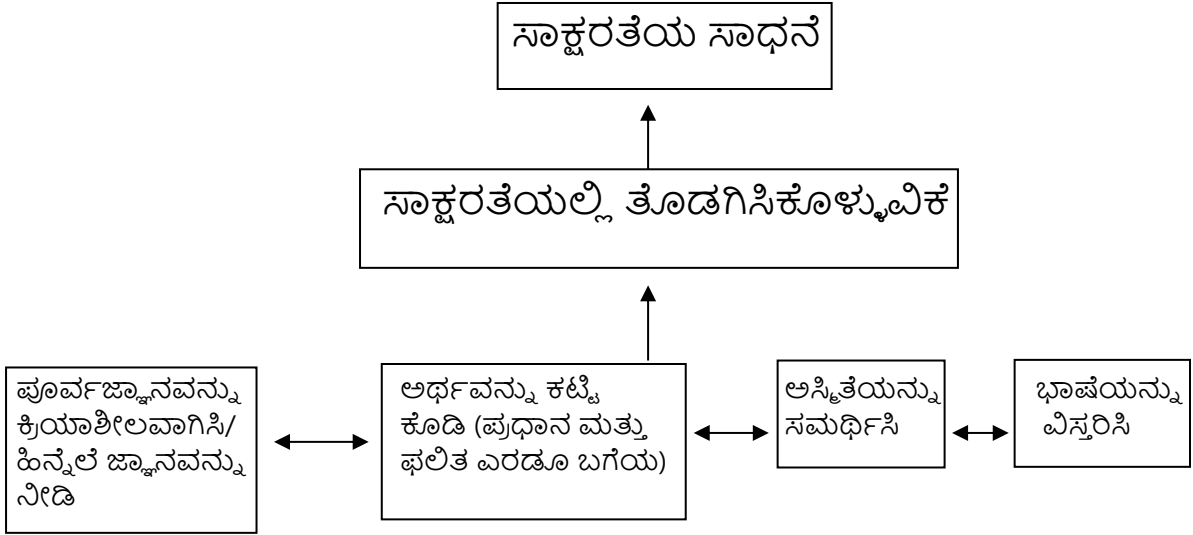 ಸಾಕ್ಷರತೆಯ ಸಾಧನೆ
ಸಾಕ್ಷರತೆಯಲ್ಲಿ ತೊಡಗಿಸಿಕೊಳ್ಳುವಿಕೆ
ಪೂರ್ವಜ್ಞಾನವನ್ನು
ಕ್ರಿಯಾಶೀಲವಾಗಿಸಿ/
ಹಿನ್ನೆಲೆ ಜ್ಞಾನವನ್ನು
ನೀಡಿ
ಅರ್ಥವನ್ನು ಕಟ್ಟಿ
ಕೊಡಿ (ಪ್ರಧಾನ ಮತ್ತು
ಫಲಿತ ಎರಡೂ ಬಗೆಯ)
ಅಸ್ಮಿತೆಯನ್ನು
ಸಮರ್ಥಿಸಿ
ಭಾಷೆಯನ್ನು
ವಿಸ್ತರಿಸಿ